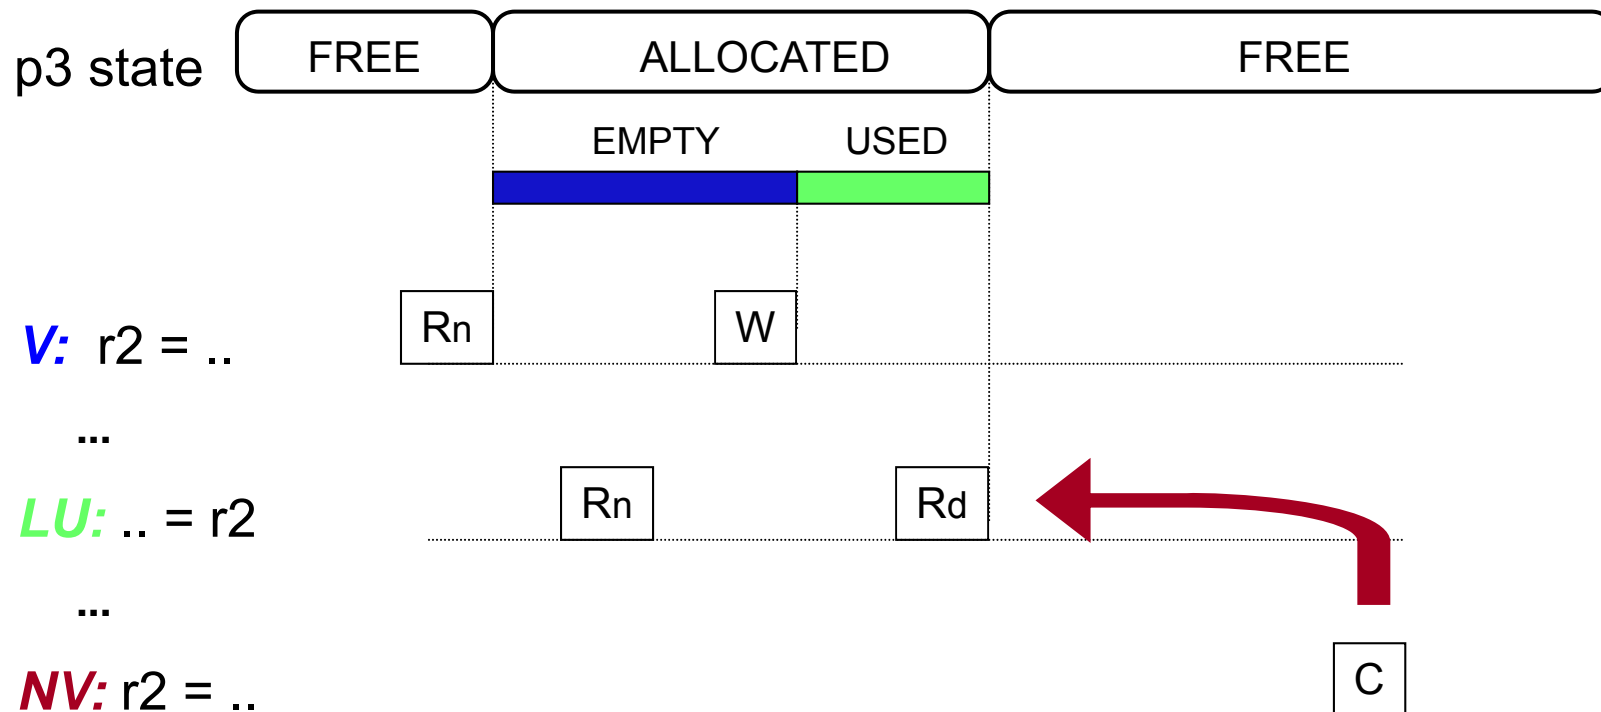 p3 state FREE ALLOCATED FREE
EMPTY USED
V: r2 = .. Rn W
...
LU: .. = r2 Rn Rd
...
NV: r2 = .. C